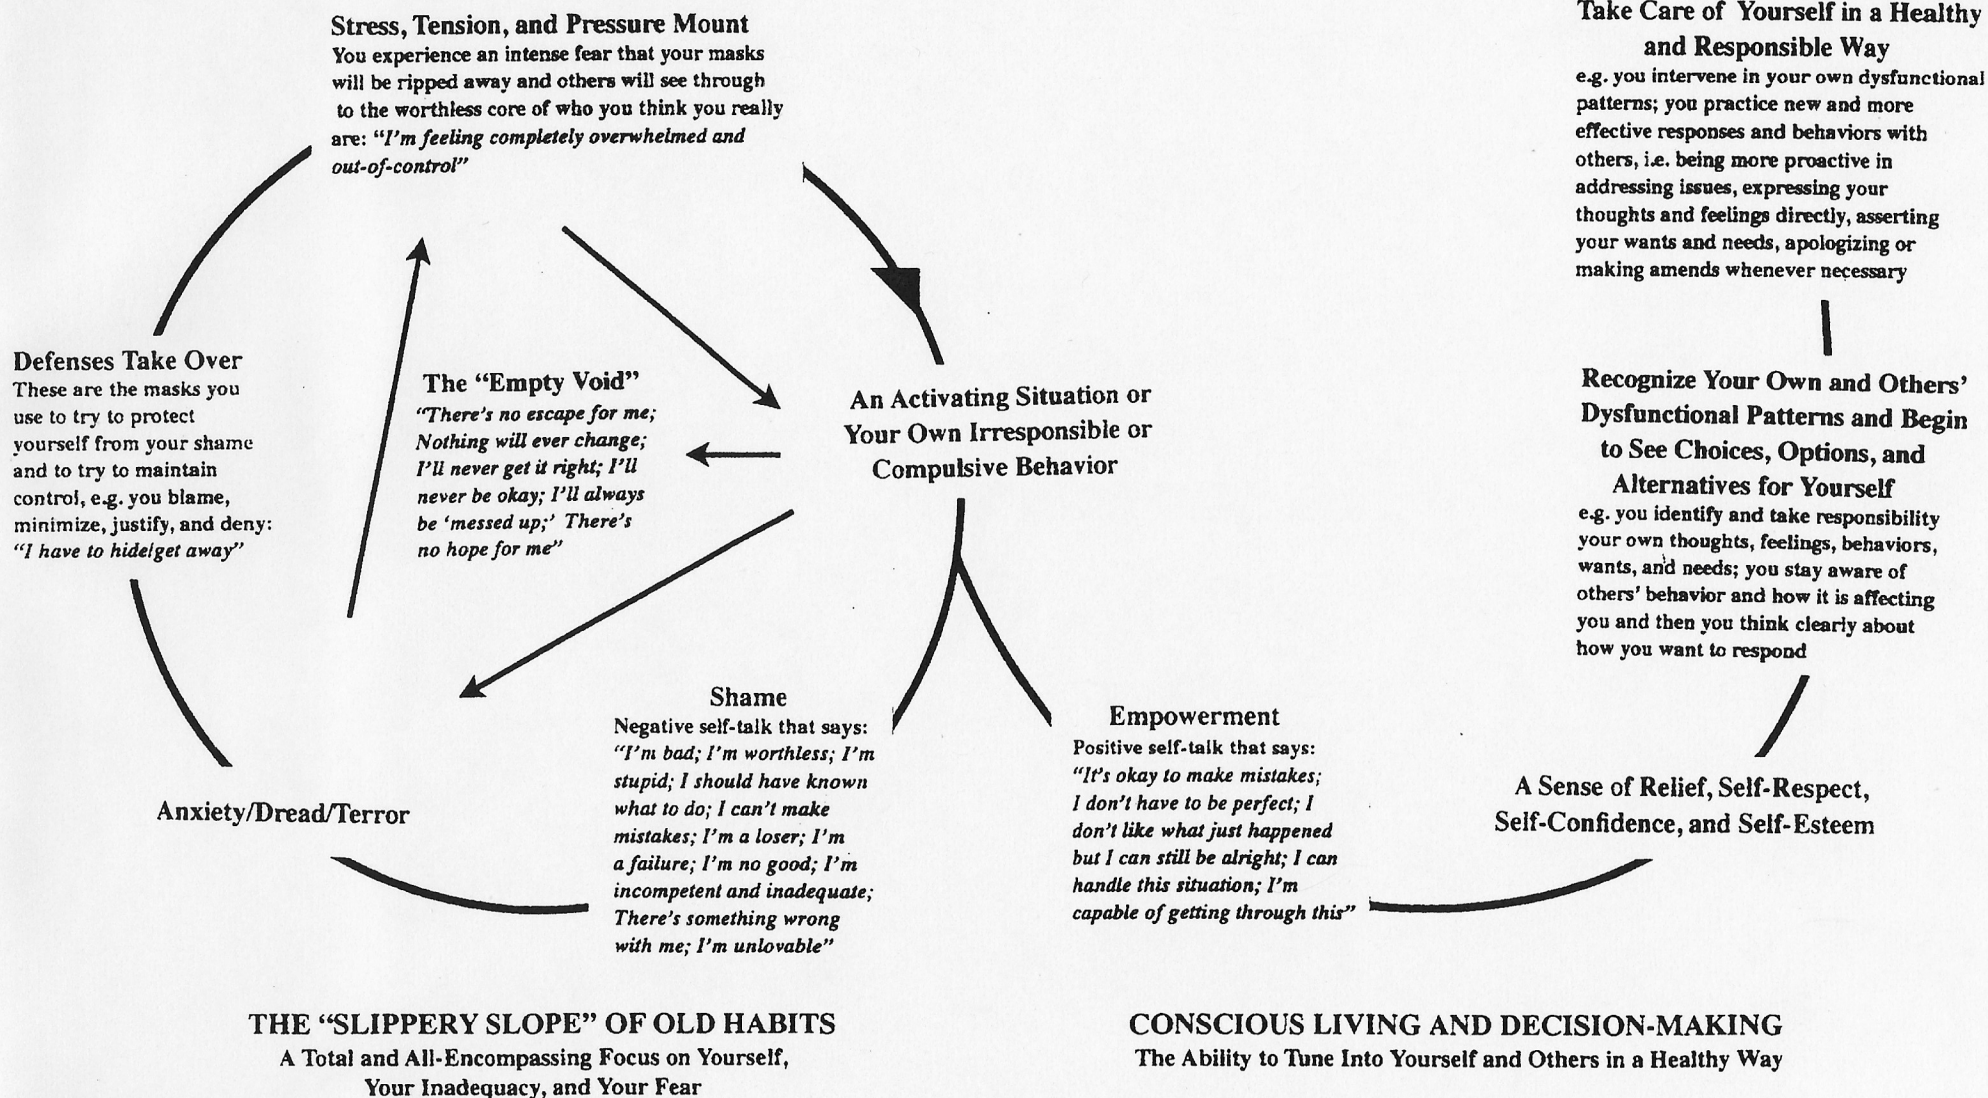 Stress, Tension, and Pressure Mount
You experience an intense fear that your masks
will be ripped away and others will see through
to the worthless core of who you think you really
are: “I’m feeling completely overwhelmed and
out-of-control”
Take Care of Yourself in a Healthy
and Responsible Way
e.g. you intervene in your own dysfunctional
patterns; you practice new and more
effective responses and behaviors with
others, i.e. being more proactive in
addressing issues, expressing your
thoughts and feelings directly, asserting
your wants and needs, apologizing or
making amends whenever necessary
Defenses Take Over
These are the masks you
use to try to protect
yourself from your shame
and to try to maintain
control, e.g. you blame,
minimize, justify, and deny:
“I have to hide/get away”
The “Empty Void”
“There’s no escape for me;
Nothing will ever change;
I’ll never get it right; I’ll
never be okay; I’ll always
be ‘messed up;’ There’s
no hope for me”
An Activating Situation or
Your Own Irresponsible or
Compulsive Behavior
Recognize Your Own and Others’
Dysfunctional Patterns and Begin
to See Choices, Options, and
Alternatives for Yourself
e.g. you identify and take responsibility
your own thoughts, feelings, behaviors,
wants, and needs; you stay aware of
others’ behavior and how it is affecting
you and then you think clearly about
how you want to respond
Anxiety/Dread/Terror
Shame
Negative self-talk that says:
“I’m bad; I’m worthless; I’m
stupid; I should have known
what to do; I can’t make
mistakes; I’m a loser; I’m
a failure; I’m no good; I’m
incompetent and inadequate;
There’s something wrong
with me; I’m unlovable”
Empowerment
Positive self-talk that says:
“It’s okay to make mistakes;
I don’t have to be perfect; I
don’t like what just happened
but I can still be alright; I can
handle this situation; I’m
capable of getting through this”
A Sense of Relief, Self-Respect,
Self-Confidence, and Self-Esteem
THE “SLIPPERY SLOPE” OF OLD HABITS
A Total and All-Encompassing Focus on Yourself,
Your Inadequacy, and Your Fear
CONSCIOUS LIVING AND DECISION-MAKING
The Ability to Tune Into Yourself and Others in a Healthy Way